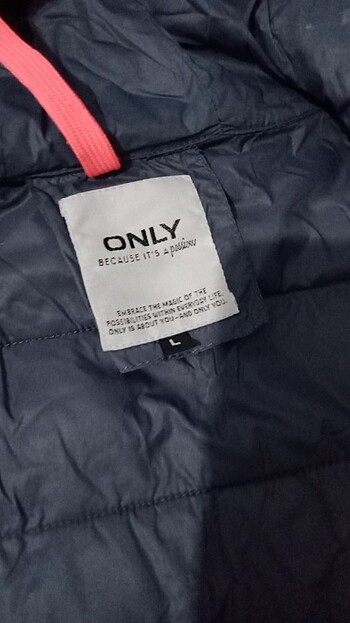 ONLY
BECAUSE IT'S A positive
EMBRACE THE MAGIC OF THE
POSSIBILITIES WITHIN EVERYDAY LIFE.
ONLY IS ABOUT YOU—AND ONLY YOU.
L